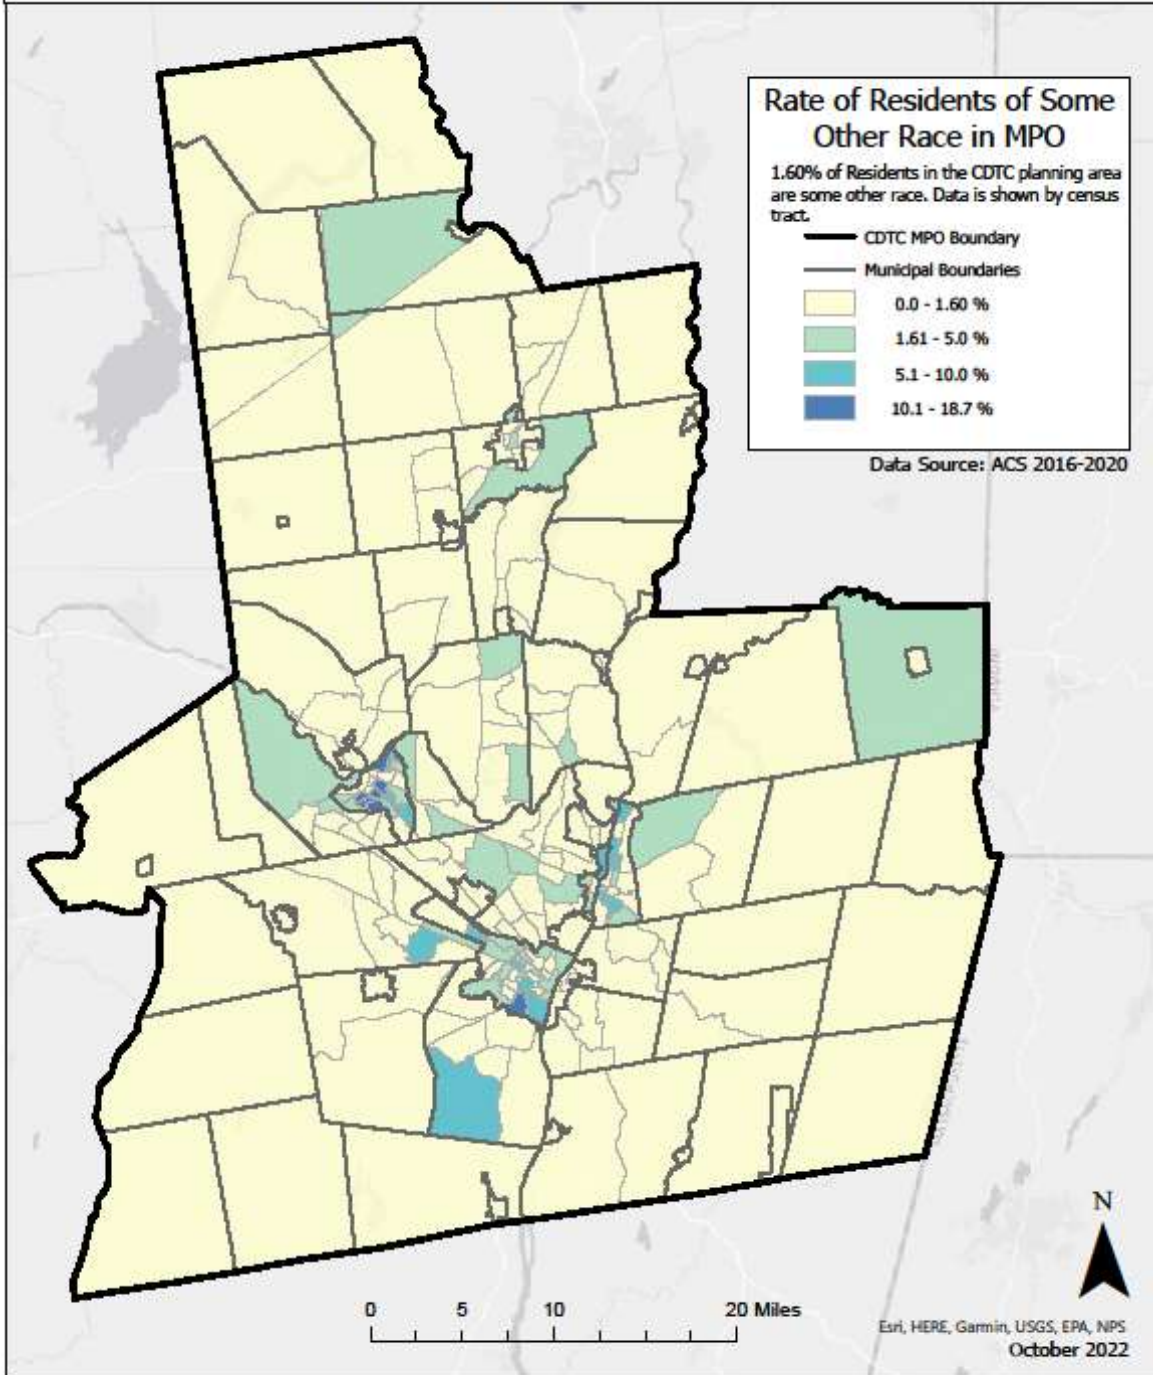 Rate of Residents of Some
Other Race in MPO
1.60% of Residents in the CDTC planning area
are some other race. Data is shown by census
tract.
CDTC MPO Boundary
Municipal Boundaries
0.0 - 1.60 %
1.61 - 5.0 %
5.1 - 10.0 %
10.1 - 18.7 %
Data Source: ACS 2016-2020
N
0 5 10 20 Miles
Esri, HERE, Garmin, USGS, EPA, NPS
October 2022